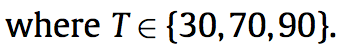 where T ∈ {30,70,90}.